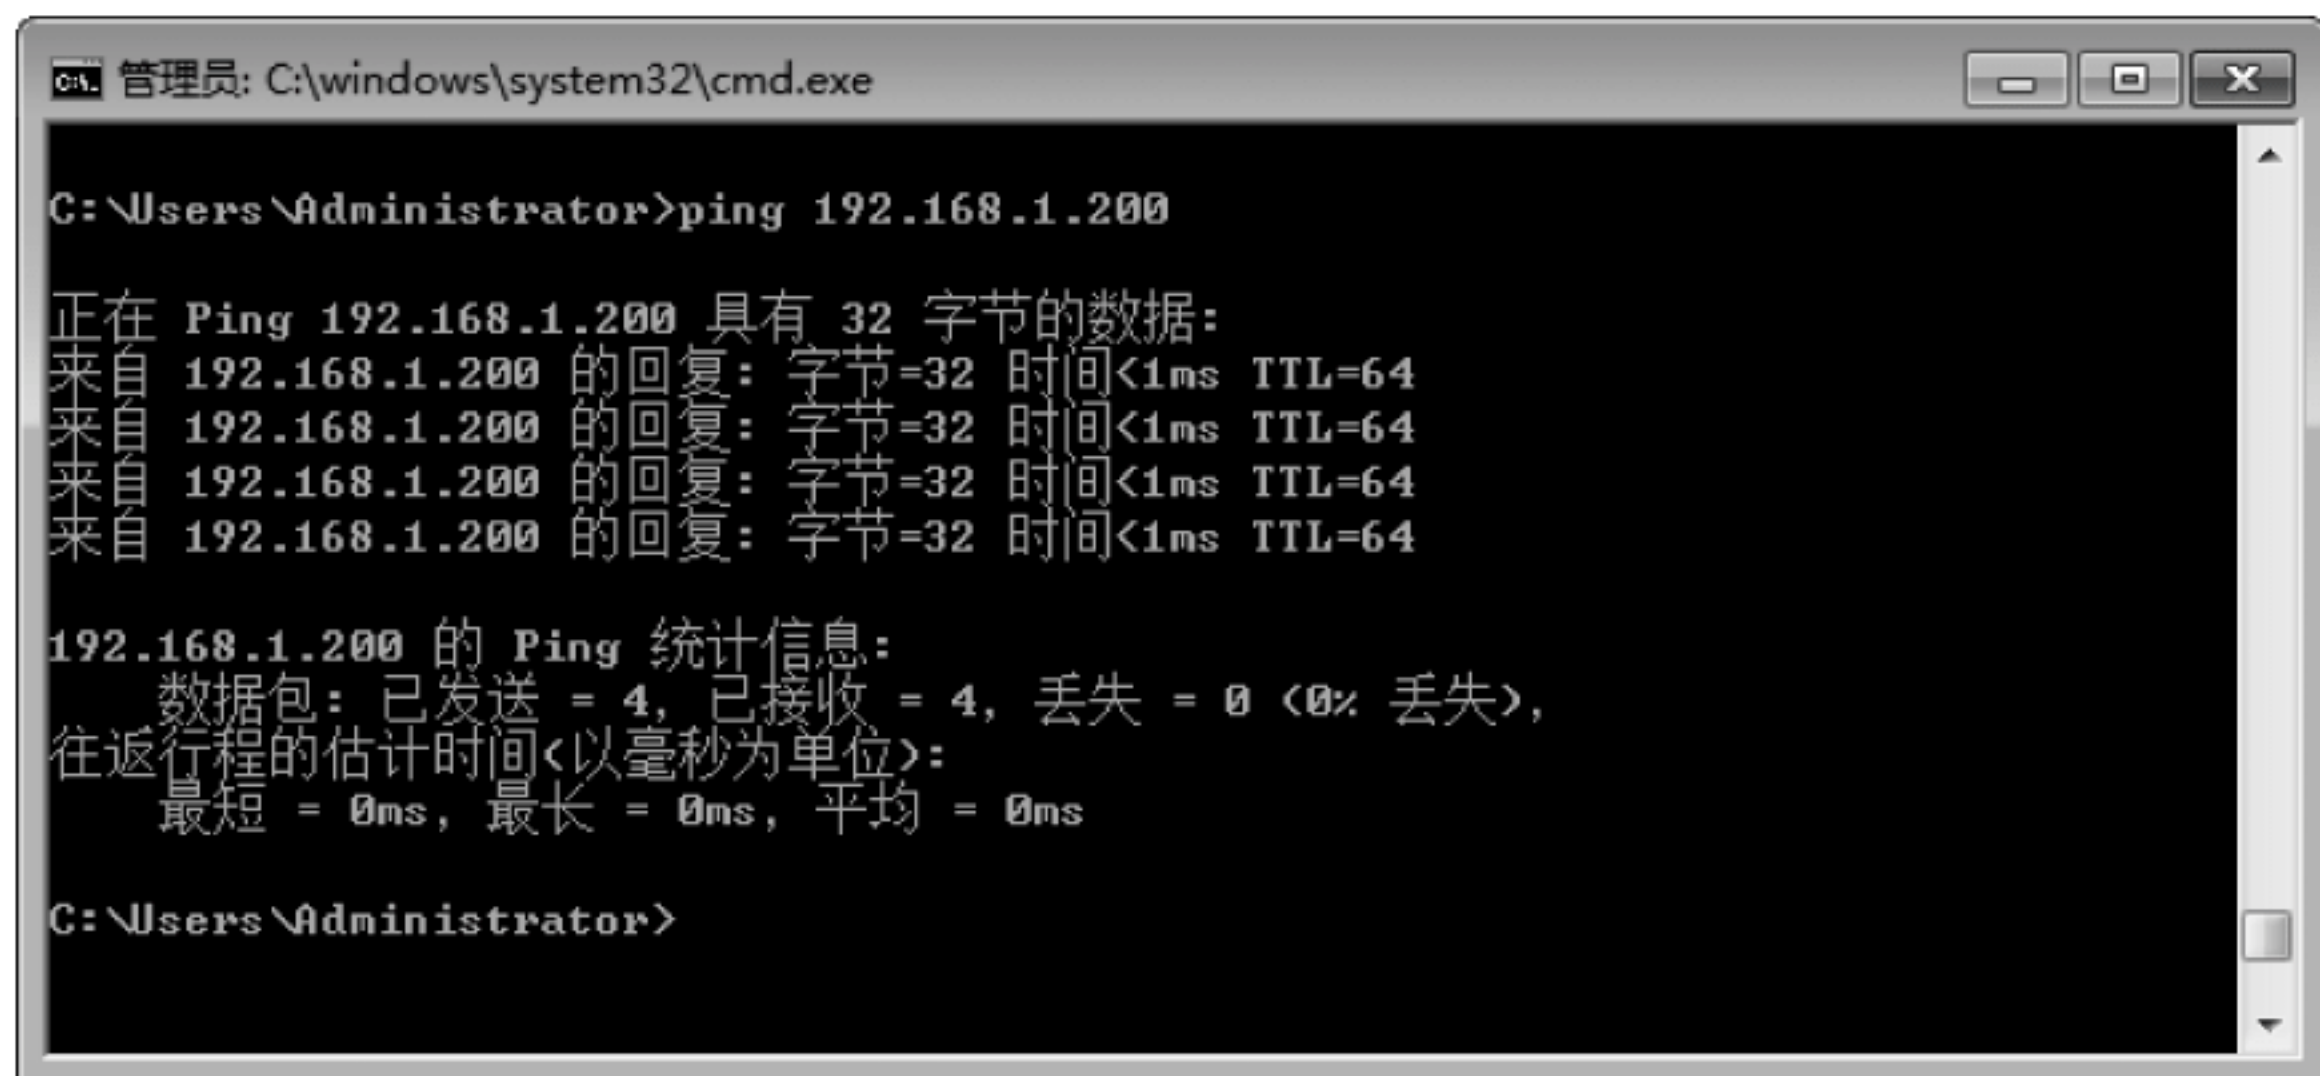 管理员: C:\windows\system32\cmd.exe
C:\Users\Administrator>ping 192.168.1.200
正在 Ping 192.168.1.200 具有 32 字节的数据:
来自 192.168.1.200 的回复: 字节=32 时间<1ms TTL=64
来自 192.168.1.200 的回复: 字节=32 时间<1ms TTL=64
来自 192.168.1.200 的回复: 字节=32 时间<1ms TTL=64
来自 192.168.1.200 的回复: 字节=32 时间<1ms TTL=64
192.168.1.200 的 Ping 统计信息:
数据包: 已发送 = 4, 已接收 = 4, 丢失 = 0 (0% 丢失),
往返行程的估计时间(以毫秒为单位):
最短 = 0ms, 最长 = 0ms, 平均 = 0ms
C:\Users\Administrator>